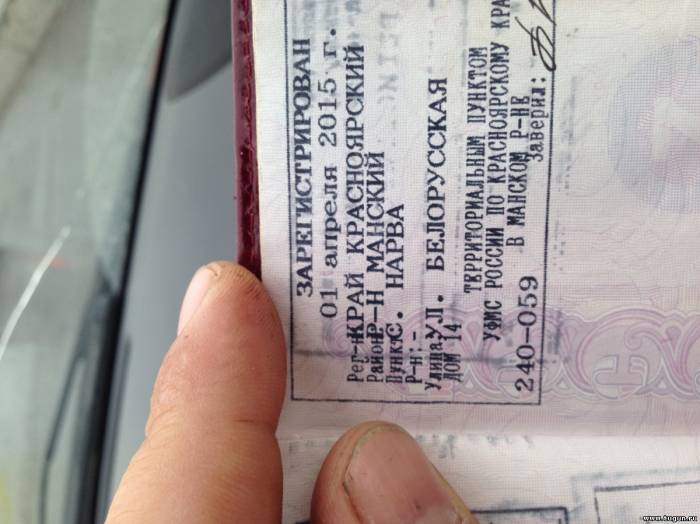 ЗАРЕГИСТРИРОВАН
01 апреля 2015 г.
Рег-н КРАЙ КРАСНОЯРСКИЙ
Район Р-Н МАНСКИЙ
Пункт С. НАРВА
Р-н: -
Улица УЛ. БЕЛОРУССКАЯ
ДОМ 14
ТЕРРИТОРИАЛЬНЫМ ПУНКТОМ
УФМС РОССИИ ПО КРАСНОЯРСКОМУ КРА
В МАНСКОМ Р-НЕ
240-059 Заверил:
www.kugun.ru